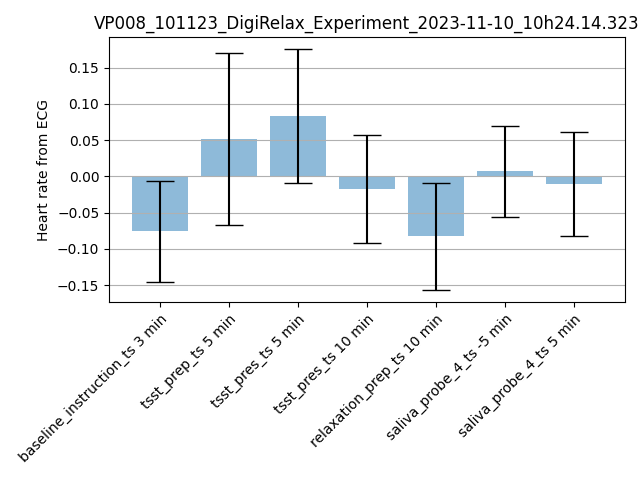 VP008_101123_DigiRelax_Experiment_2023-11-10_10h24.14.323
Heart rate from ECG
0.15
0.10
0.05
0.00
−0.05
−0.10
−0.15
baseline_instruction_ts 3 min
tsst_prep_ts 5 min
tsst_pres_ts 5 min
tsst_pres_ts 10 min
relaxation_prep_ts 10 min
saliva_probe_4_ts -5 min
saliva_probe_4_ts 5 min